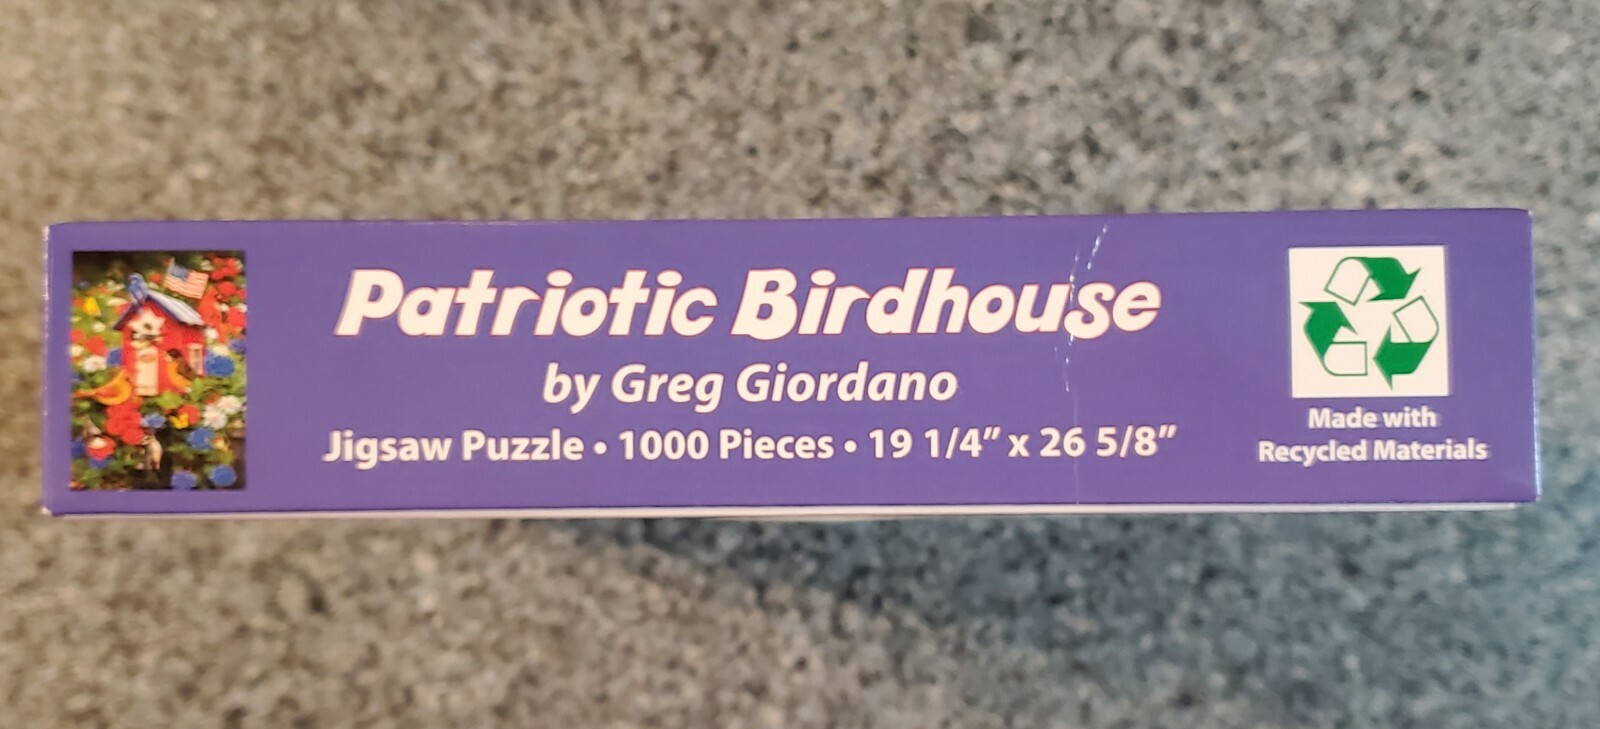 Patriotic Birdhouse
by Greg Giordano
Jigsaw Puzzle • 1000 Pieces • 19 1/4” x 26 5/8”
Made with
Recycled Materials